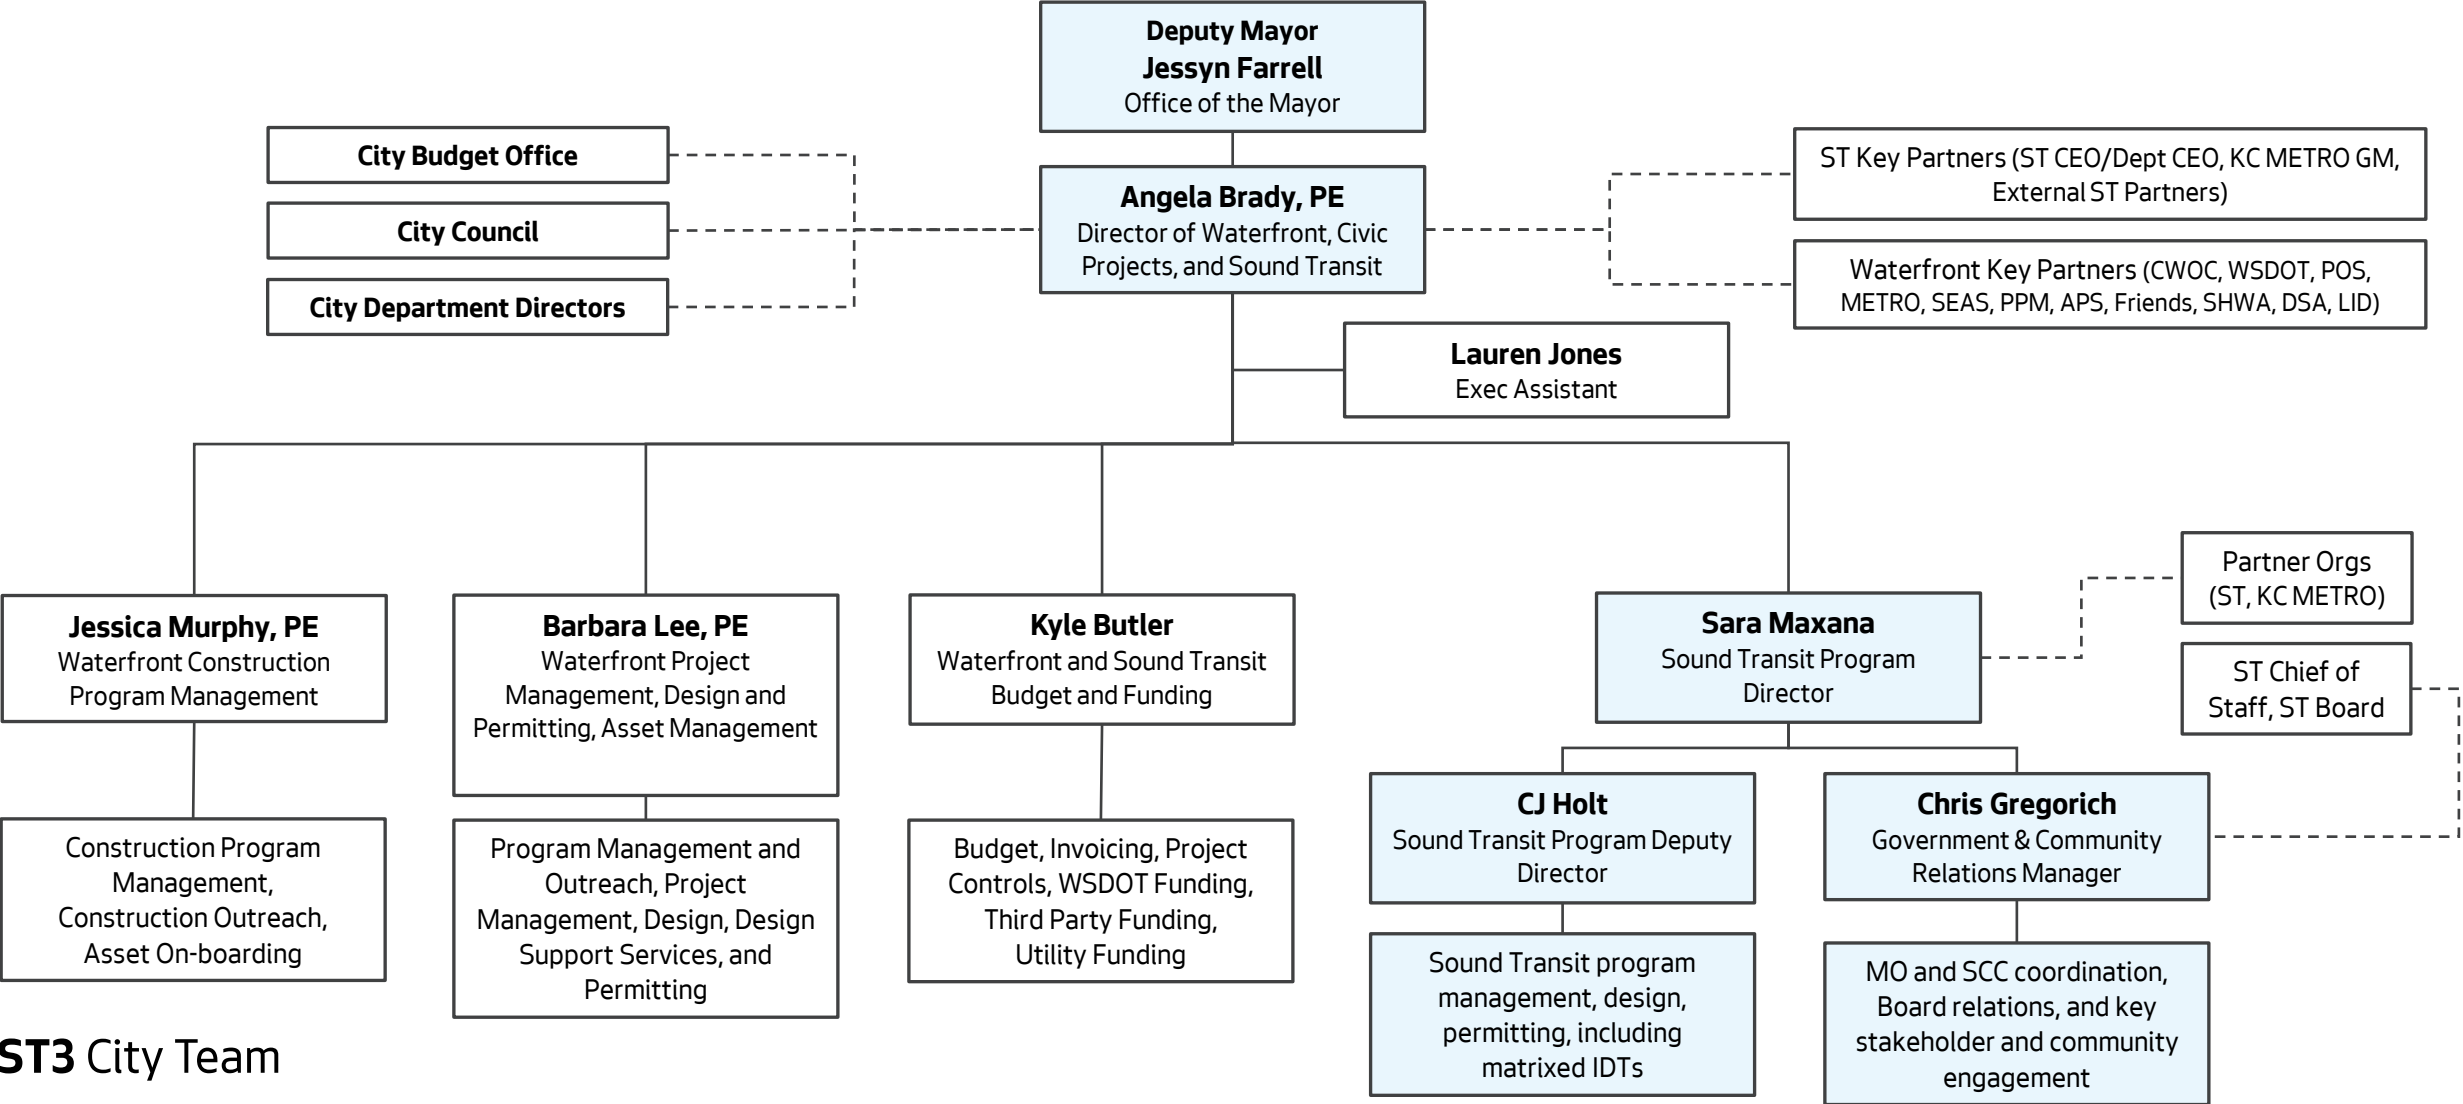 Deputy Mayor
Jessyn Farrell
Office of the Mayor
City Budget Office
City Council
City Department Directors
Angela Brady, PE
Director of Waterfront, Civic
Projects, and Sound Transit
ST Key Partners (ST CEO/Dept CEO, KC METRO GM,
External ST Partners)
Waterfront Key Partners (CWOC, WSDOT, POS,
METRO, SEAS, PPM, APS, Friends, SHWA, DSA, LID)
Lauren Jones
Exec Assistant
Jessica Murphy, PE
Waterfront Construction
Program Management
Barbara Lee, PE
Waterfront Project
Management, Design and
Permitting, Asset Management
Kyle Butler
Waterfront and Sound Transit
Budget and Funding
Sara Maxana
Sound Transit Program
Director
Partner Orgs
(ST, KC METRO)
ST Chief of
Staff, ST Board
Construction Program
Management,
Construction Outreach,
Asset On-boarding
Program Management and
Outreach, Project
Management, Design, Design
Support Services, and
Permitting
Budget, Invoicing, Project
Controls, WSDOT Funding,
Third Party Funding,
Utility Funding
CJ Holt
Sound Transit Program Deputy
Director
Chris Gregorich
Government & Community
Relations Manager
Sound Transit program
management, design,
permitting, including
matrixed IDTs
MO and SCC coordination,
Board relations, and key
stakeholder and community
engagement
ST3 City Team